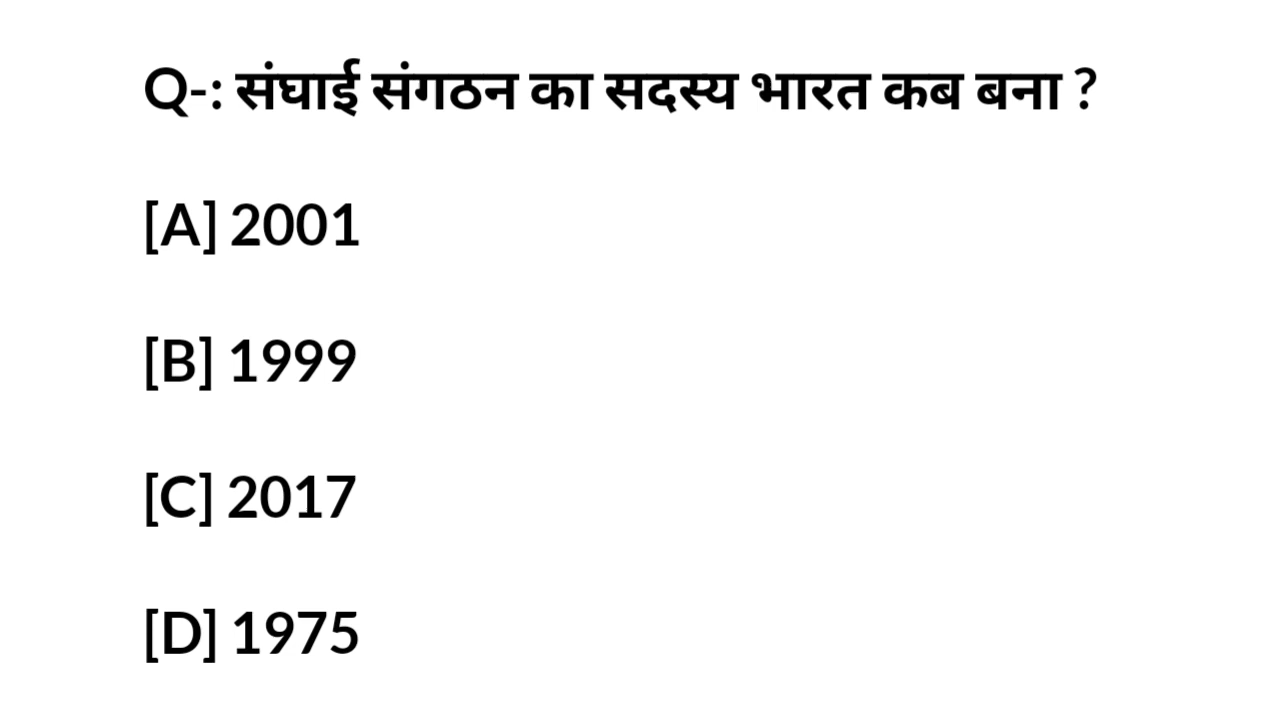 Q-: संघाई संगठन का सदस्य भारत कब बना ?
[A] 2001
[B] 1999
[C] 2017
[D] 1975